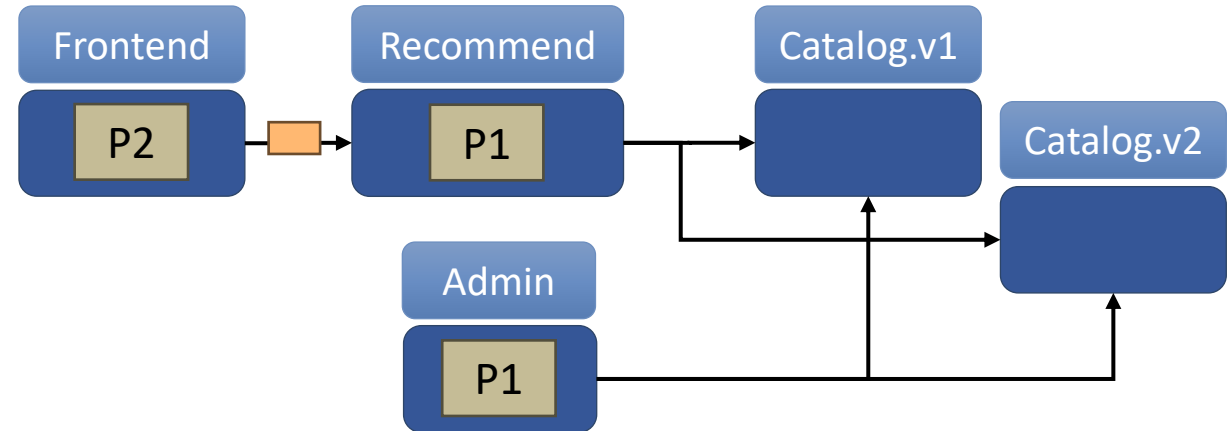 Frontend
Recommend
Catalog.v1
P2
P1
Catalog.v2
Admin
P1